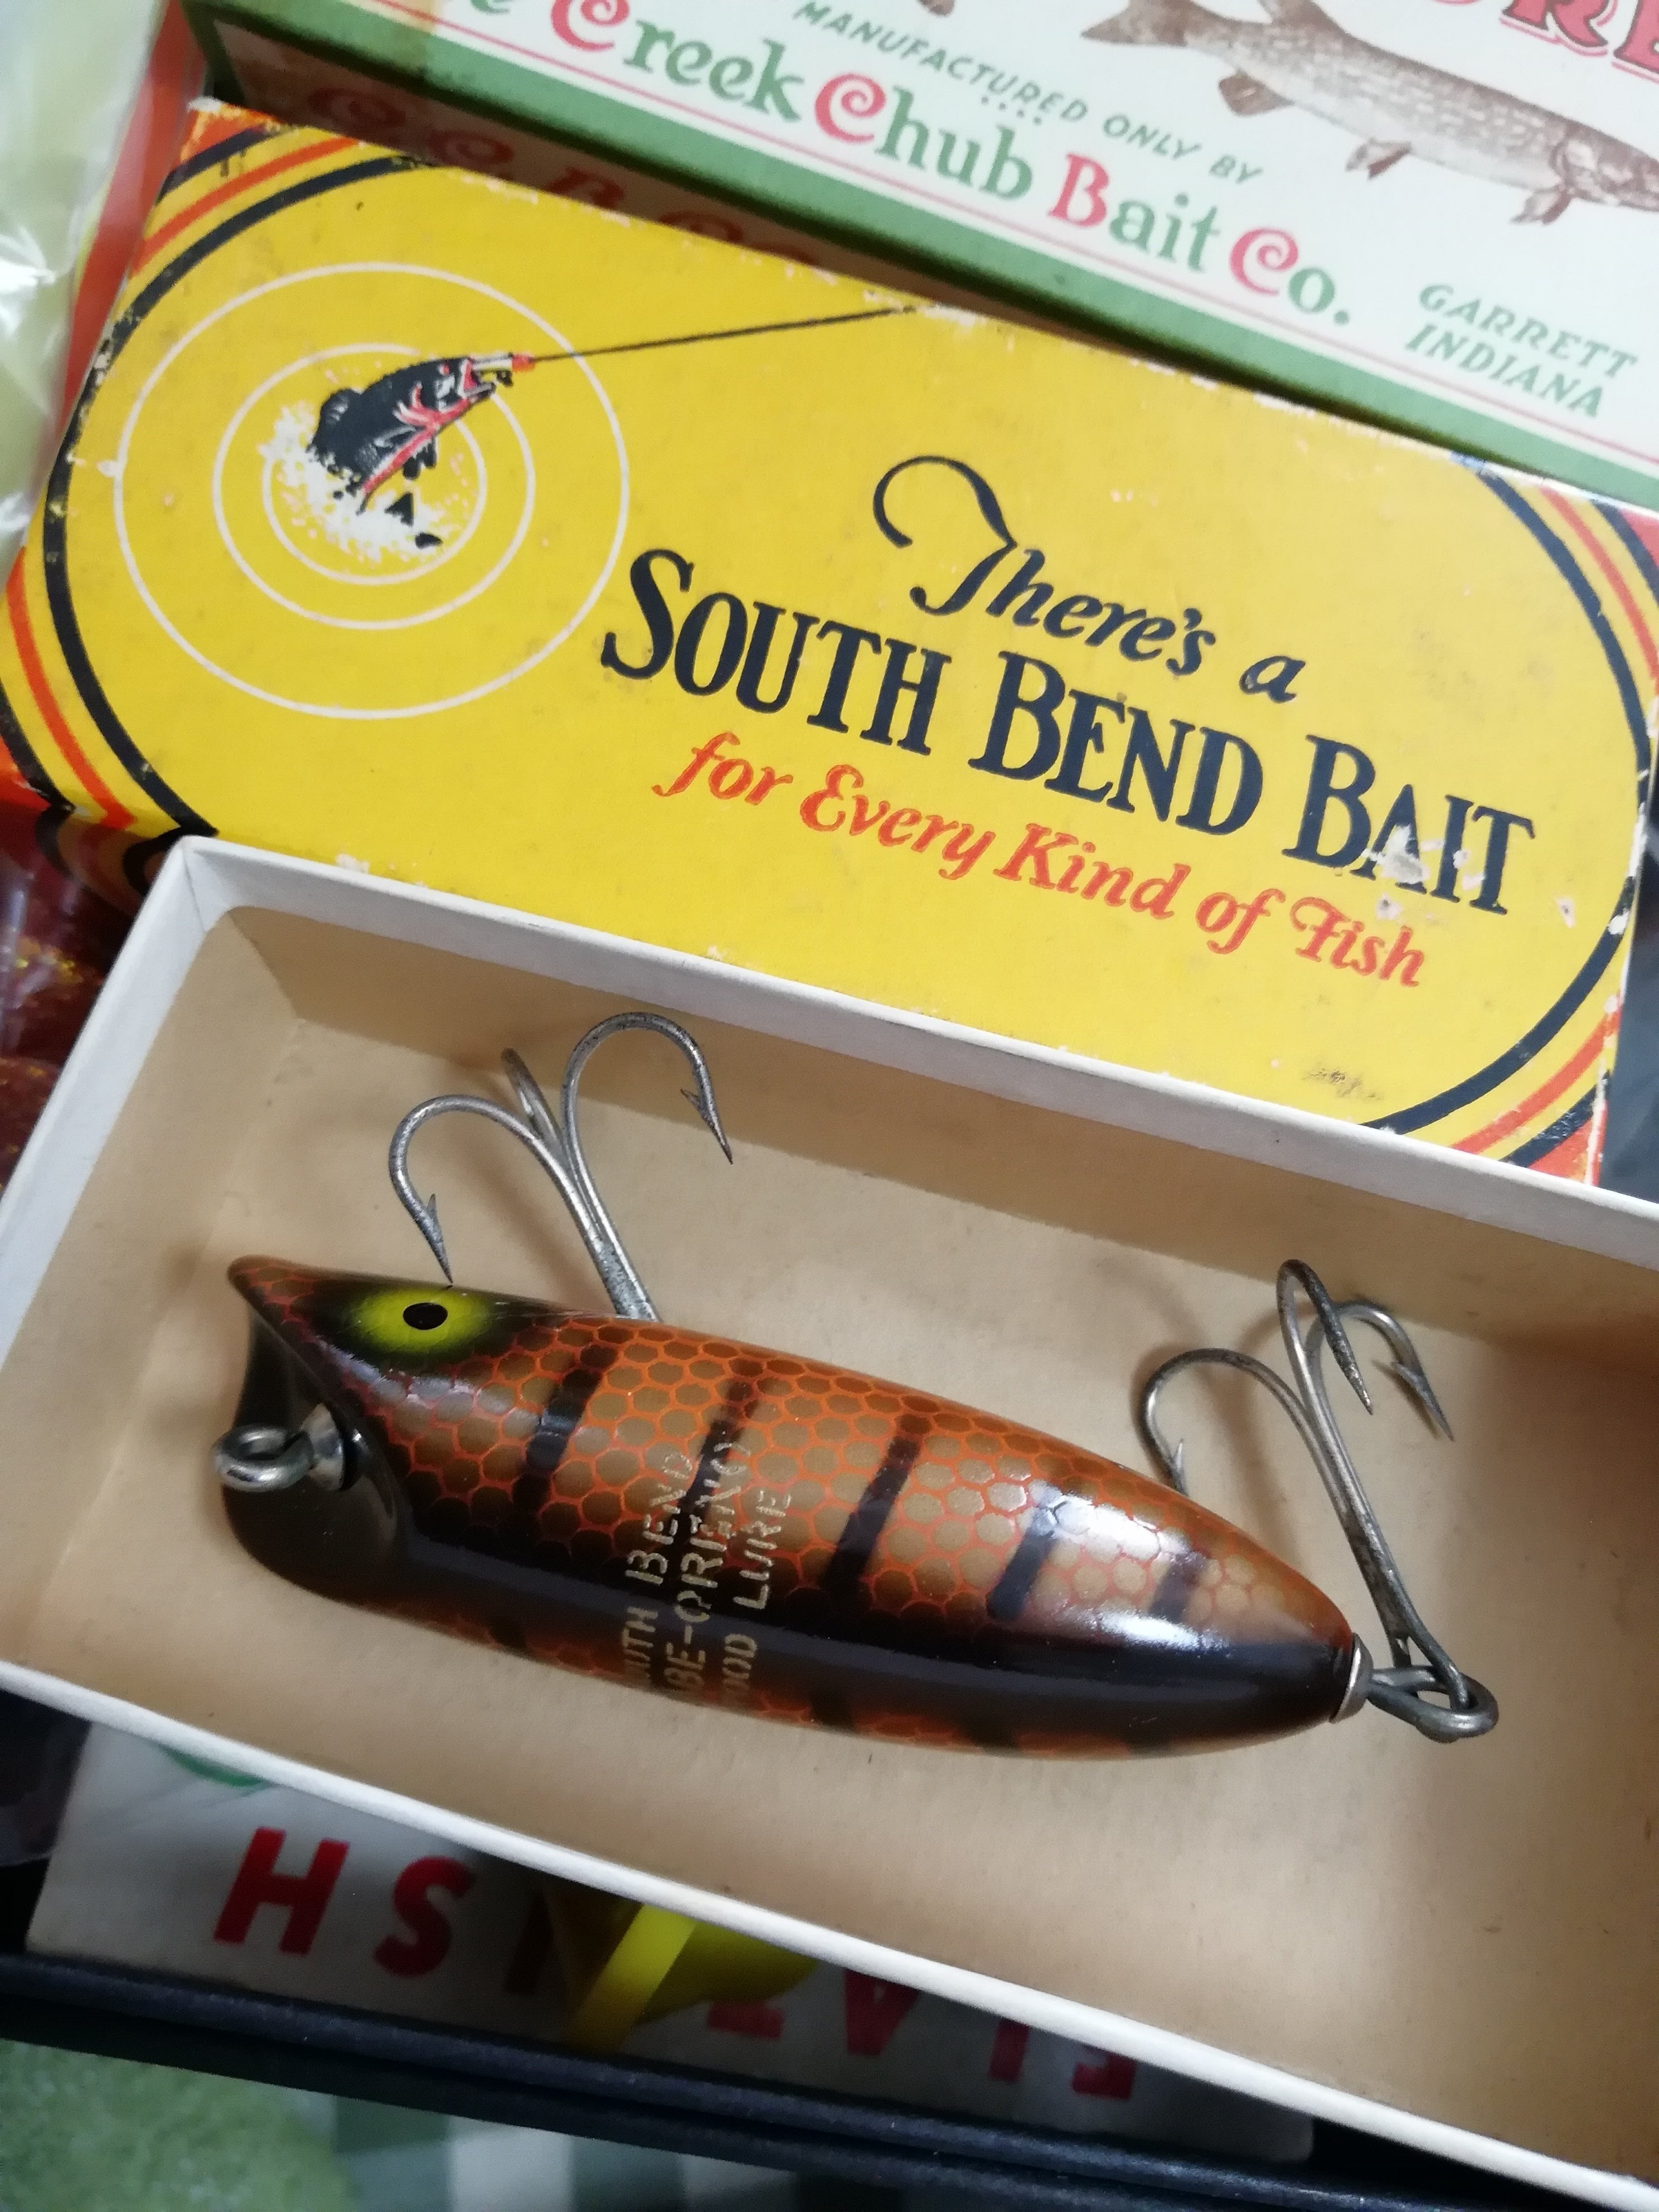 Creek Chub Bait Co.
MANUFACTURED ONLY BY
GARRETT
INDIANA
There's a
SOUTH BEND BAIT
for Every Kind of Fish
BEND
ORENO
LURE